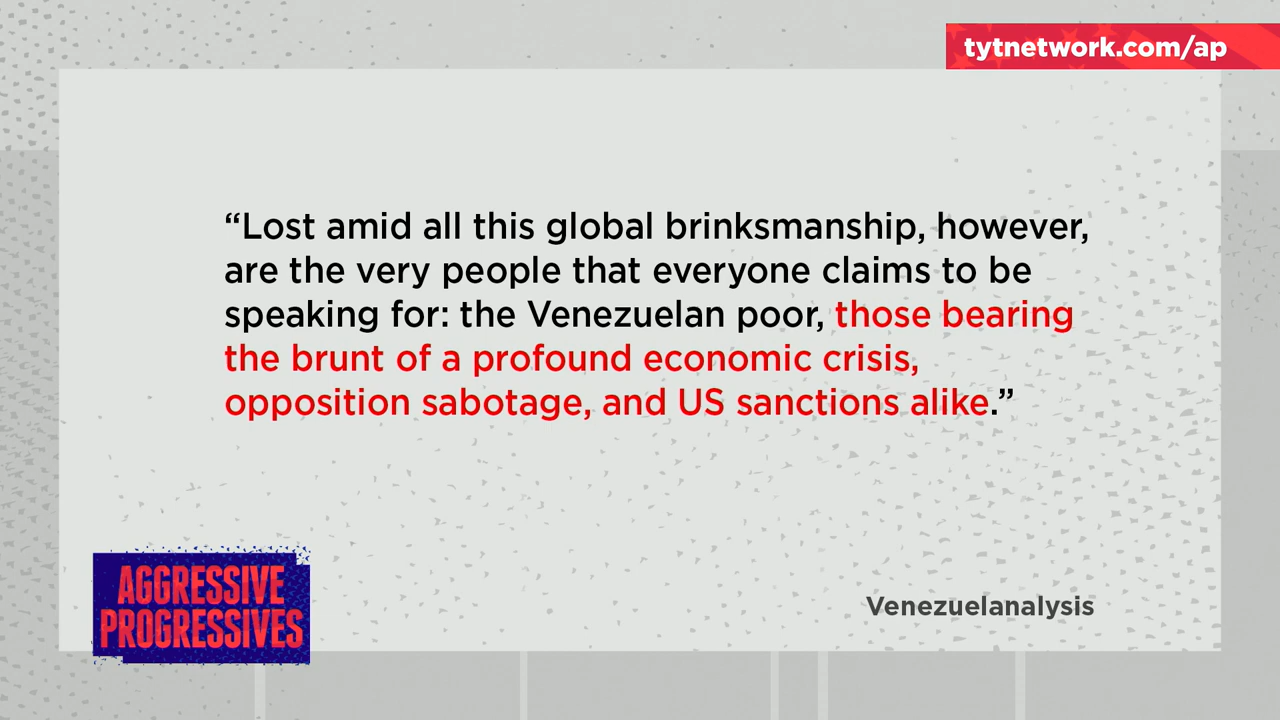 tytnetwork.com/ap
“Lost amid all this global brinksmanship, however,
are the very people that everyone claims to be
speaking for: the Venezuelan poor, those bearing
the brunt of a profound economic crisis,
opposition sabotage, and US sanctions alike.”
AGGRESSIVE
PROGRESSIVES
Venezuelanalysis